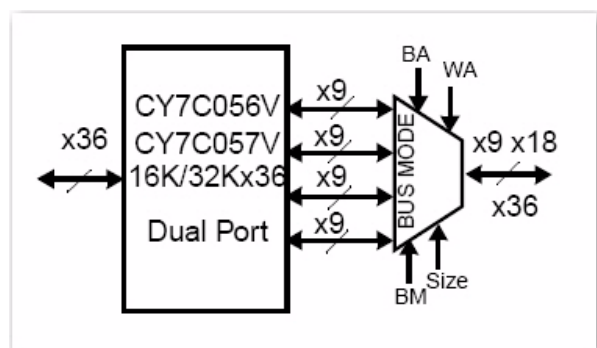 BA
WA
x36
CY7C056V
CY7C057V
16K/32Kx36
Dual Port
x9
x9
x9
x9
BUS MODE
x9 x18
x36
BM
Size